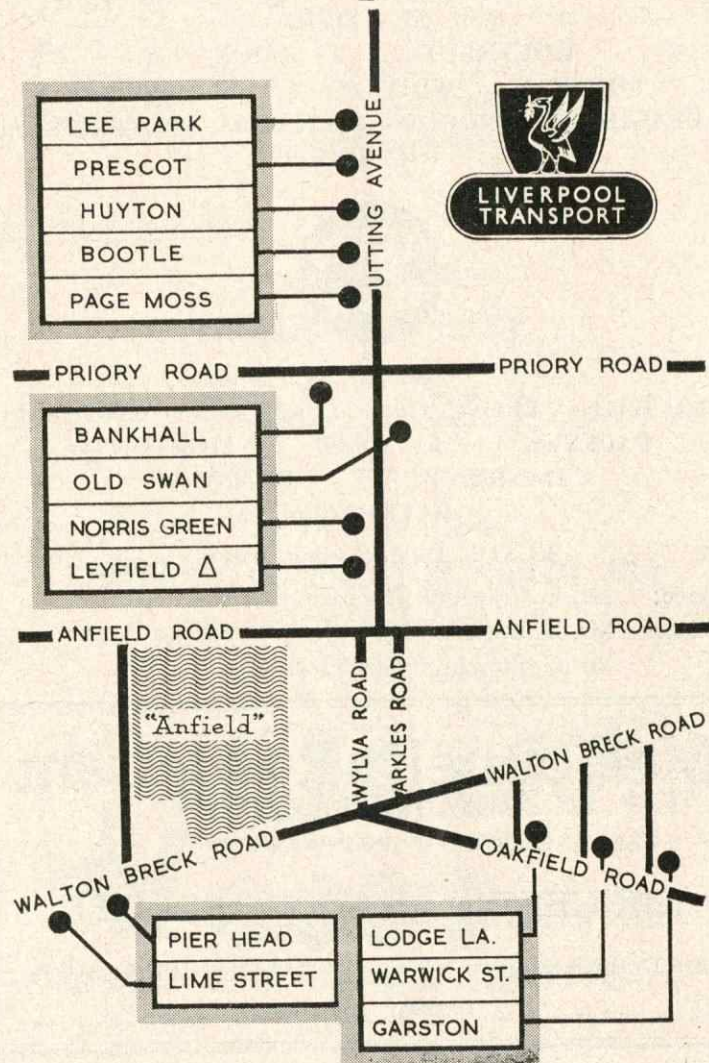 LEE PARK
PRESCOT
HUYTON
BOOTLE
PAGE MOSS
UTTING AVENUE
LIVERPOOL
TRANSPORT
PRIORY ROAD
PRIORY ROAD
BANKHALL
OLD SWAN
NORRIS GREEN
LEYFIELD Δ
ANFIELD ROAD
ANFIELD ROAD
"Anfield"
WYLVA ROAD
ARKLES ROAD
WALTON BRECK ROAD
WALTON BRECK ROAD
OAKFIELD ROAD
PIER HEAD
LIME STREET
LODGE LA.
WARWICK ST.
GARSTON